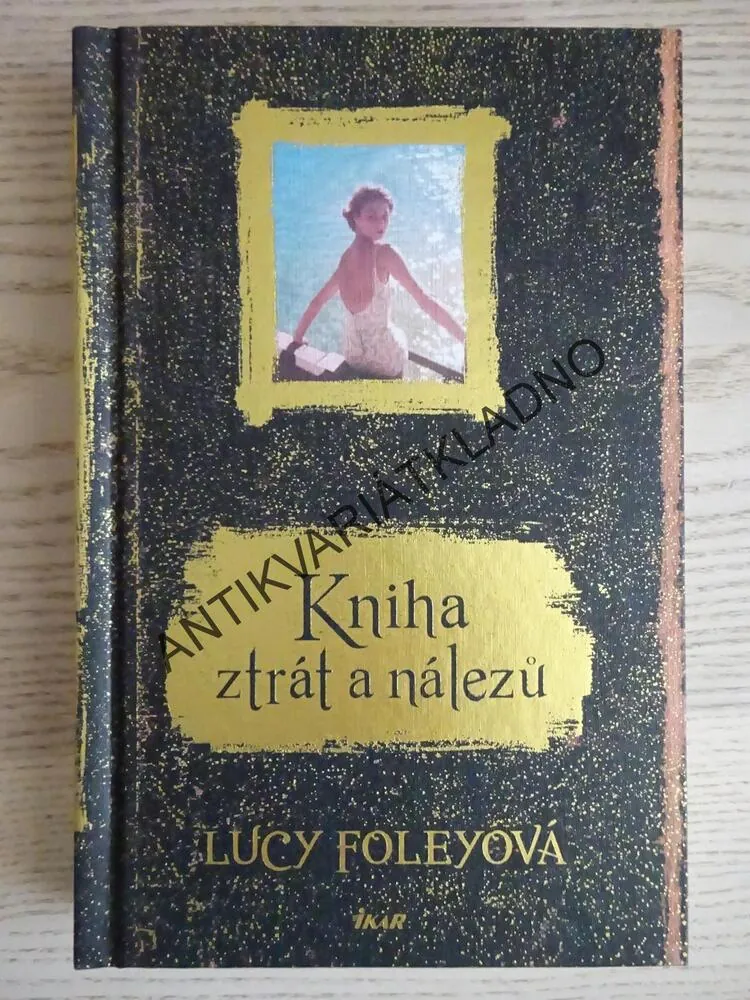 ANTIKVARIÁTKLADNO
Kniha
ztrát a nálezů
LUCY FOLEYOVÁ
IKAR